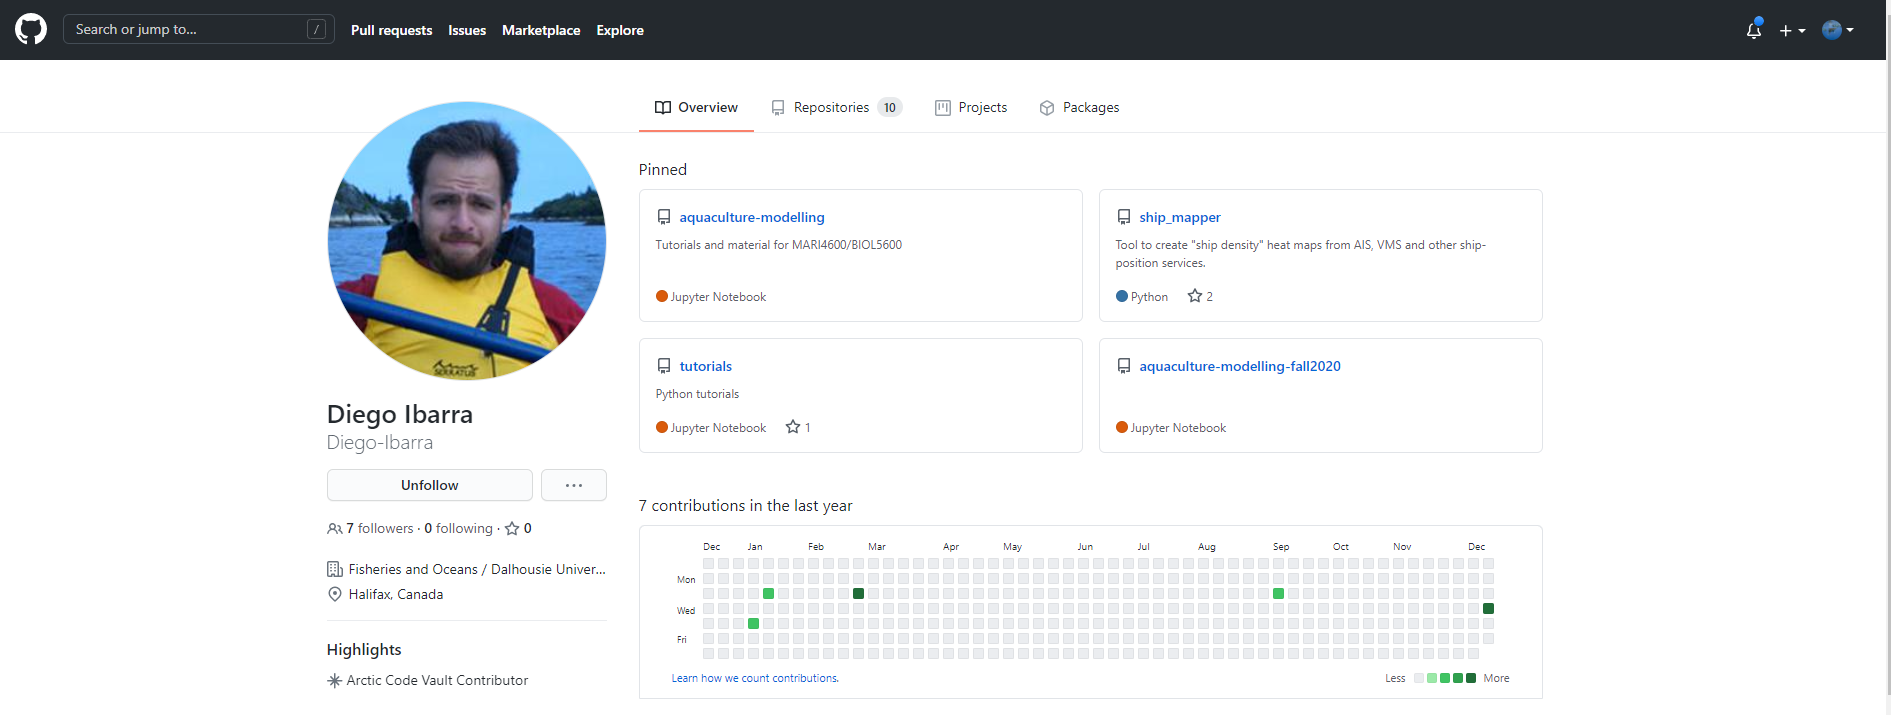 Search or jump to... /
Pull requests Issues Marketplace Explore
Overview Repositories 10 Projects Packages
SERRATUS
Diego Ibarra
Diego-Ibarra
Unfollow ...
7 followers · 0 following · 0
Fisheries and Oceans / Dalhousie Univer...
Halifax, Canada
Highlights
Arctic Code Vault Contributor
Pinned
aquaculture-modelling
Tutorials and material for MARI4600/BIOL5600
Jupyter Notebook
ship_mapper
Tool to create "ship density" heat maps from AIS, VMS and other ship-
position services.
Python 2
tutorials
Python tutorials
Jupyter Notebook 1
aquaculture-modelling-fall2020
Jupyter Notebook
7 contributions in the last year
Dec Jan Feb Mar Apr May Jun Jul Aug Sep Oct Nov Dec
Mon
Wed
Fri
Learn how we count contributions.
Less More